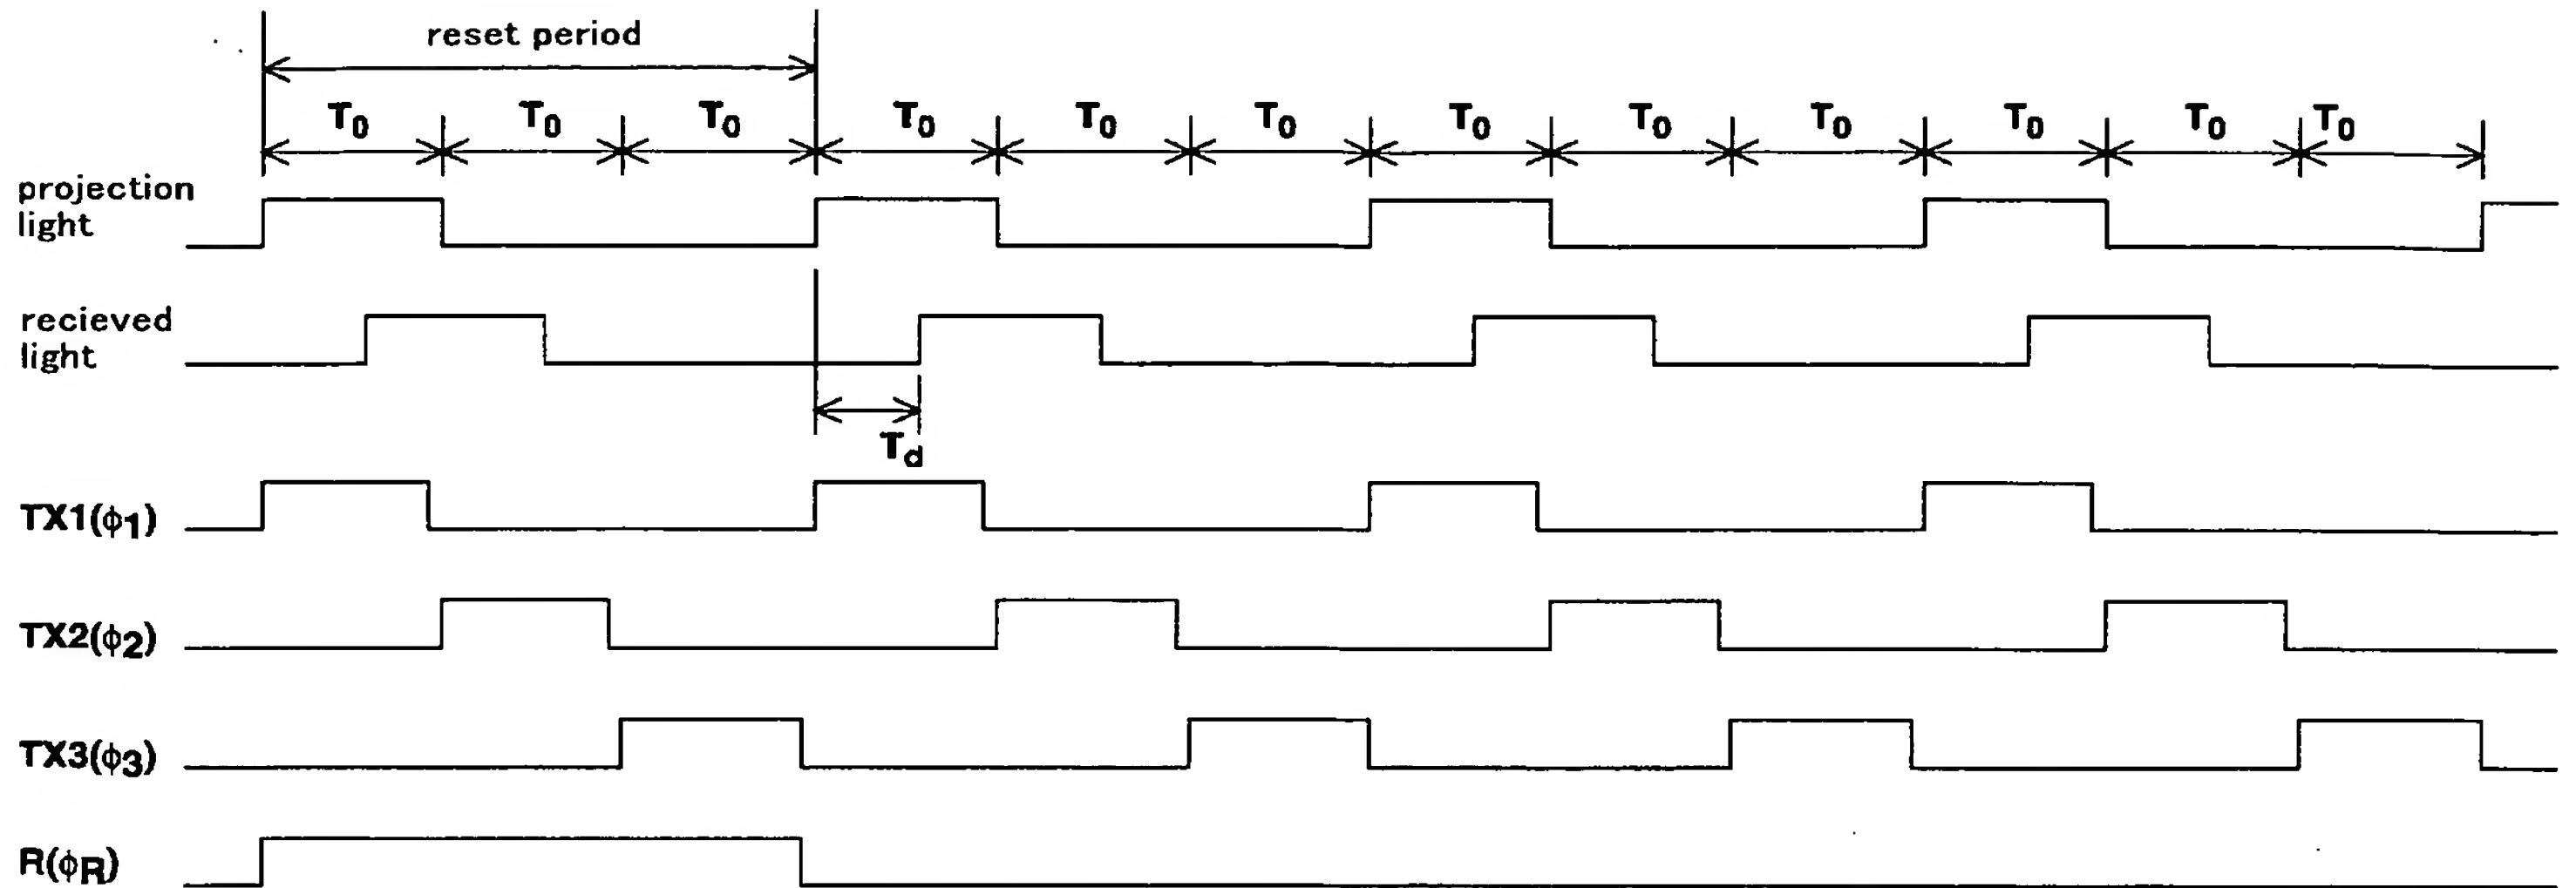 reset period
T0 T0 T0 T0 T0 T0 T0 T0 T0 T0 T0 T0
projection
light
recieved
light
Td
TX1(ϕ1)
TX2(ϕ2)
TX3(ϕ3)
R(ϕR)